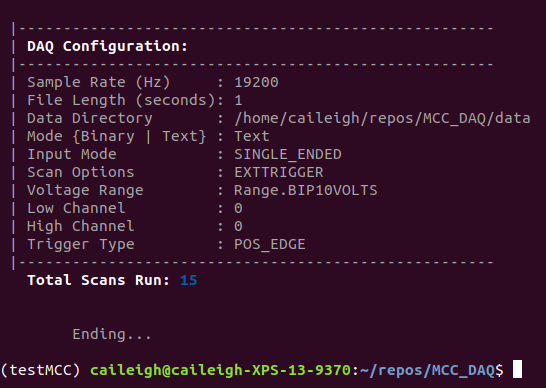 |-----------------------------------------------------
| DAQ Configuration:
|-----------------------------------------------------
| Sample Rate (Hz)     : 19200
| File Length (seconds): 1
| Data Directory       : /home/caileigh/repos/MCC_DAQ/data
| Mode {Binary | Text} : Text
| Input Mode           : SINGLE_ENDED
| Scan Options         : EXTTRIGGER
| Voltage Range        : Range.BIP10VOLTS
| Low Channel          : 0
| High Channel         : 0
| Trigger Type         : POS_EDGE
|-----------------------------------------------------
  Total Scans Run: 15
       Ending...
(testMCC) caileigh@caileigh-XPS-13-9370:~/repos/MCC_DAQ$